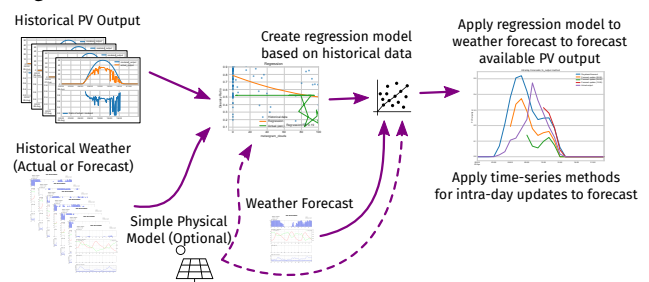 Historical PV Output
Create regression model
based on historical data
Apply regression model to
weather forecast to forecast
available PV output
Regression
Historical Weather
(Actual or Forecast)
Simple Physical
Model (Optional)
Weather Forecast
Apply time-series methods
for intra-day updates to forecast